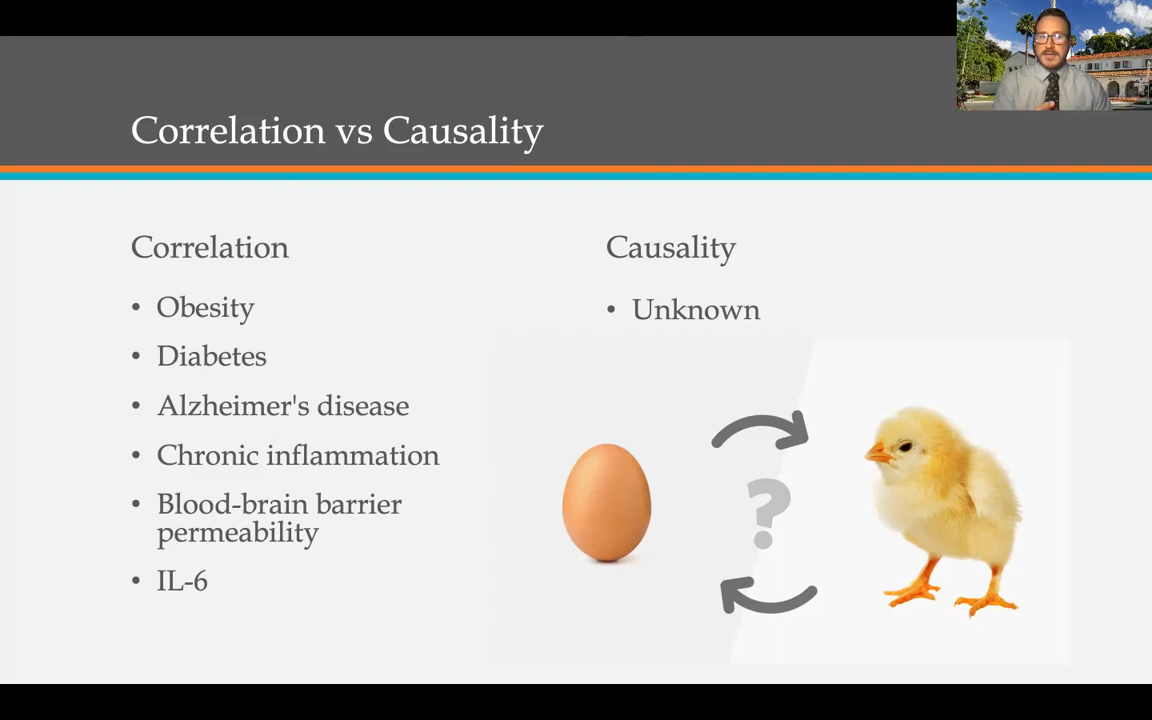 Correlation vs Causality
Correlation
• Obesity
• Diabetes
• Alzheimer's disease
• Chronic inflammation
• Blood-brain barrier
permeability
• IL-6
Causality
• Unknown
?